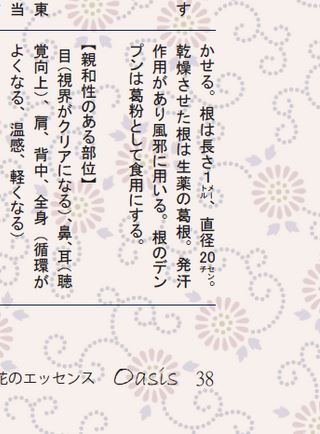 す
かせる。根は長さ1メートル、直径20センチ。
乾燥させた根は生薬の葛根。発汗
作用があり風邪に用いる。根のデン
プンは葛粉として食用にする。
【親和性のある部位】
目（視界がクリアになる）、鼻、耳（聴
覚向上）、肩、背中、全身（循環が
よくなる、温感、軽くなる）
東
当
花のエッセンス Oasis 38